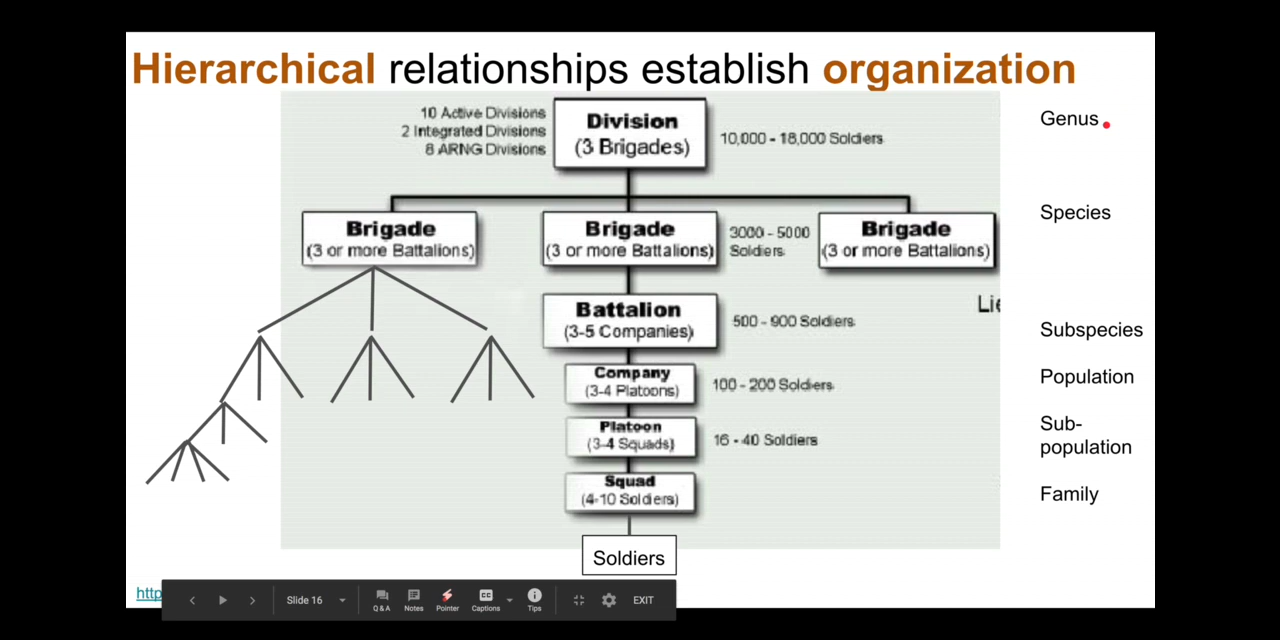 Hierarchical relationships establish organization
10 Active Divisions
2 Integrated Divisions
8 ARNG Divisions
Division
(3 Brigades)
10,000 - 18,000 Soldiers
Genus
Brigade
(3 or more Battalions)
Brigade
(3 or more Battalions)
3000 - 5000
Soldiers
Brigade
(3 or more Battalions)
Species
Battalion
(3-5 Companies)
500 - 900 Soldiers
Lie
Subspecies
Company
(3-4 Platoons)
100 - 200 Soldiers
Population
Platoon
(3-4 Squads)
16 - 40 Soldiers
Sub-
population
Squad
(4-10 Soldiers)
Family
Soldiers
http
Slide 16
Q & A
Notes
Pointer
CC
Captions
Tips
EXIT